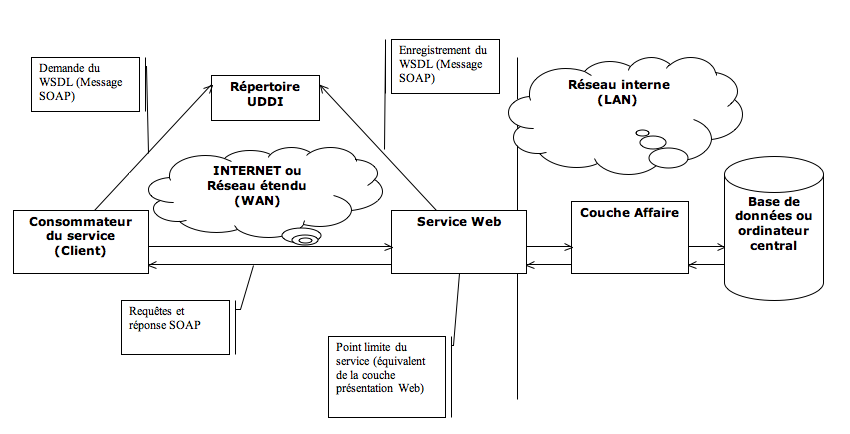 Demande du
WSDL (Message
SOAP)
Répertoire
UDDI
Enregistrement du
WSDL (Message
SOAP)
Réseau interne
(LAN)
INTERNET ou
Réseau étendu
(WAN)
Consommateur
du service
(Client)
Service Web
Couche Affaire
Base de
données ou
ordinateur
central
Requêtes et
réponse SOAP
Point limite du
service (équivalent
de la couche
présentation Web)